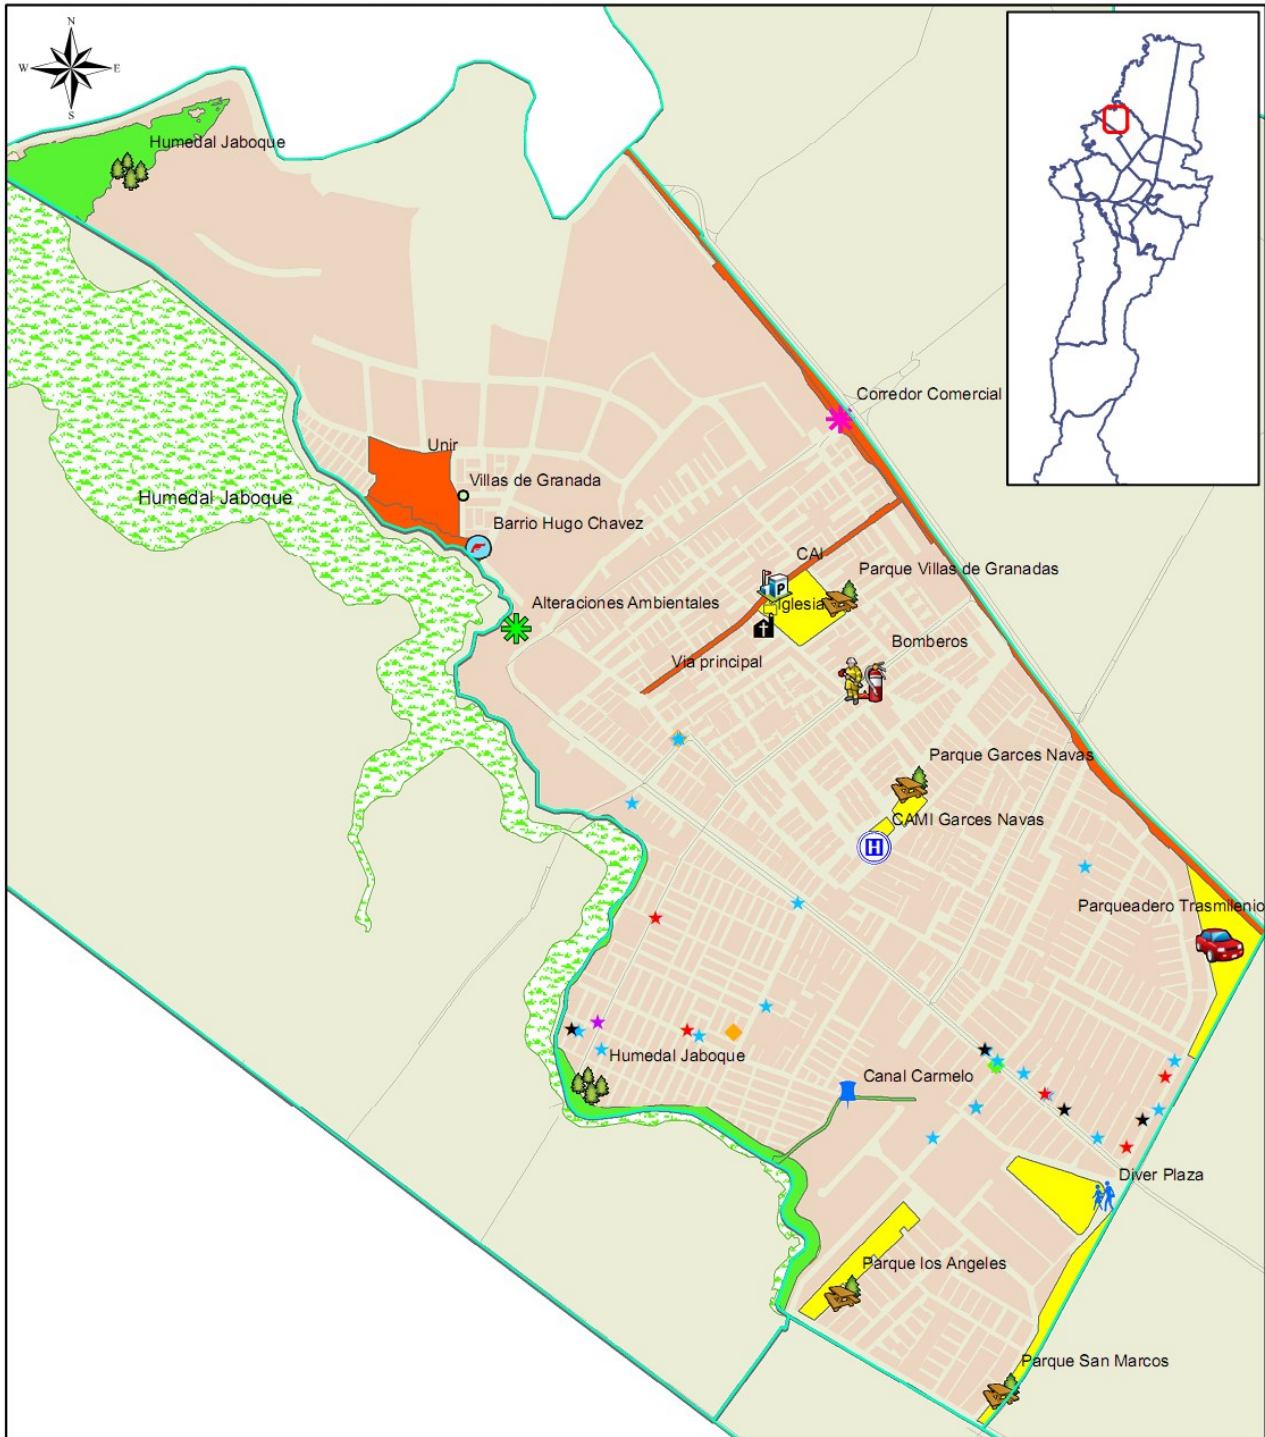 N
W E
S
Humedal Jaboque
Corredor Comercial
Unir
Villas de Granada
Humedal Jaboque
Barrio Hugo Chavez
CAI
Parque Villas de Granadas
Alteraciones Ambientales
Iglesia
Bomberos
Via principal
Parque Garces Navas
CAMI Garces Navas
H
Parqueadero Trasmilenio
Humedal Jaboque
Canal Carmelo
Diver Plaza
Parque los Angeles
Parque San Marcos
P